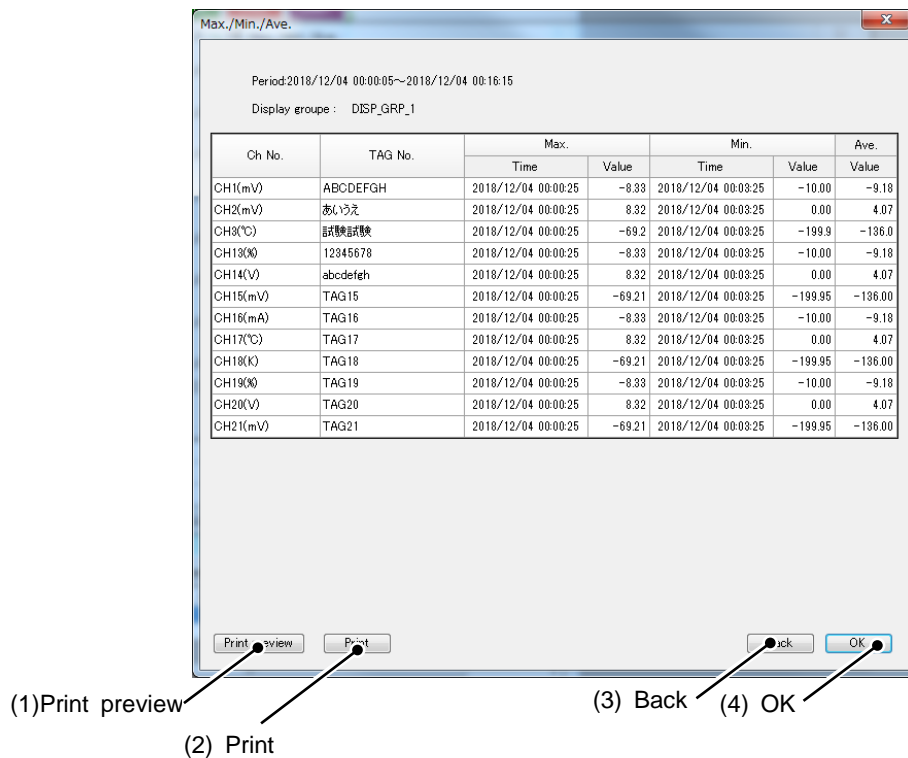 Max./Min./Ave.
Period:2018/12/04 00:00:05～2018/12/04 00:16:15
Display groupe : DISP_GRP_1
Ch No. TAG No. Max. Min. Ave.
Time Value Time Value Value
CH1(mV) ABCDEFGH 2018/12/04 00:00:25 -8.33 2018/12/04 00:03:25 -10.00 -9.18
CH2(mV) あいうえ 2018/12/04 00:00:25 8.32 2018/12/04 00:03:25 0.00 4.07
CH3(℃) 試験試験 2018/12/04 00:00:25 -69.2 2018/12/04 00:03:25 -199.9 -136.0
CH13(%) 12345678 2018/12/04 00:00:25 -8.33 2018/12/04 00:03:25 -10.00 -9.18
CH14(V) abcdefgh 2018/12/04 00:00:25 8.32 2018/12/04 00:03:25 0.00 4.07
CH15(mV) TAG15 2018/12/04 00:00:25 -69.21 2018/12/04 00:03:25 -199.95 -136.00
CH16(mA) TAG16 2018/12/04 00:00:25 -8.33 2018/12/04 00:03:25 -10.00 -9.18
CH17(℃) TAG17 2018/12/04 00:00:25 8.32 2018/12/04 00:03:25 0.00 4.07
CH18(K) TAG18 2018/12/04 00:00:25 -69.21 2018/12/04 00:03:25 -199.95 -136.00
CH19(%) TAG19 2018/12/04 00:00:25 -8.33 2018/12/04 00:03:25 -10.00 -9.18
CH20(V) TAG20 2018/12/04 00:00:25 8.32 2018/12/04 00:03:25 0.00 4.07
CH21(mV) TAG21 2018/12/04 00:00:25 -69.21 2018/12/04 00:03:25 -199.95 -136.00
Print preview Print Back OK
(1)Print preview
(2) Print
(3) Back
(4) OK